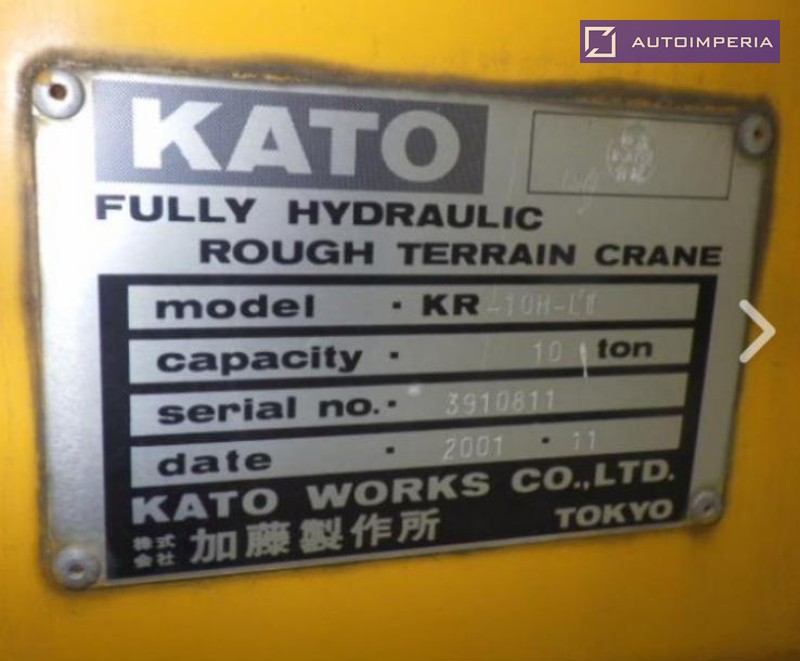 AUTOIMPERIA
KATO
FULLY HYDRAULIC
ROUGH TERRAIN CRANE
model · KR -10H-L
capacity · 10 ton
serial no. · 3910811
date · 2001 · 11
KATO WORKS CO.,LTD.
株式会社 加藤製作所 TOKYO